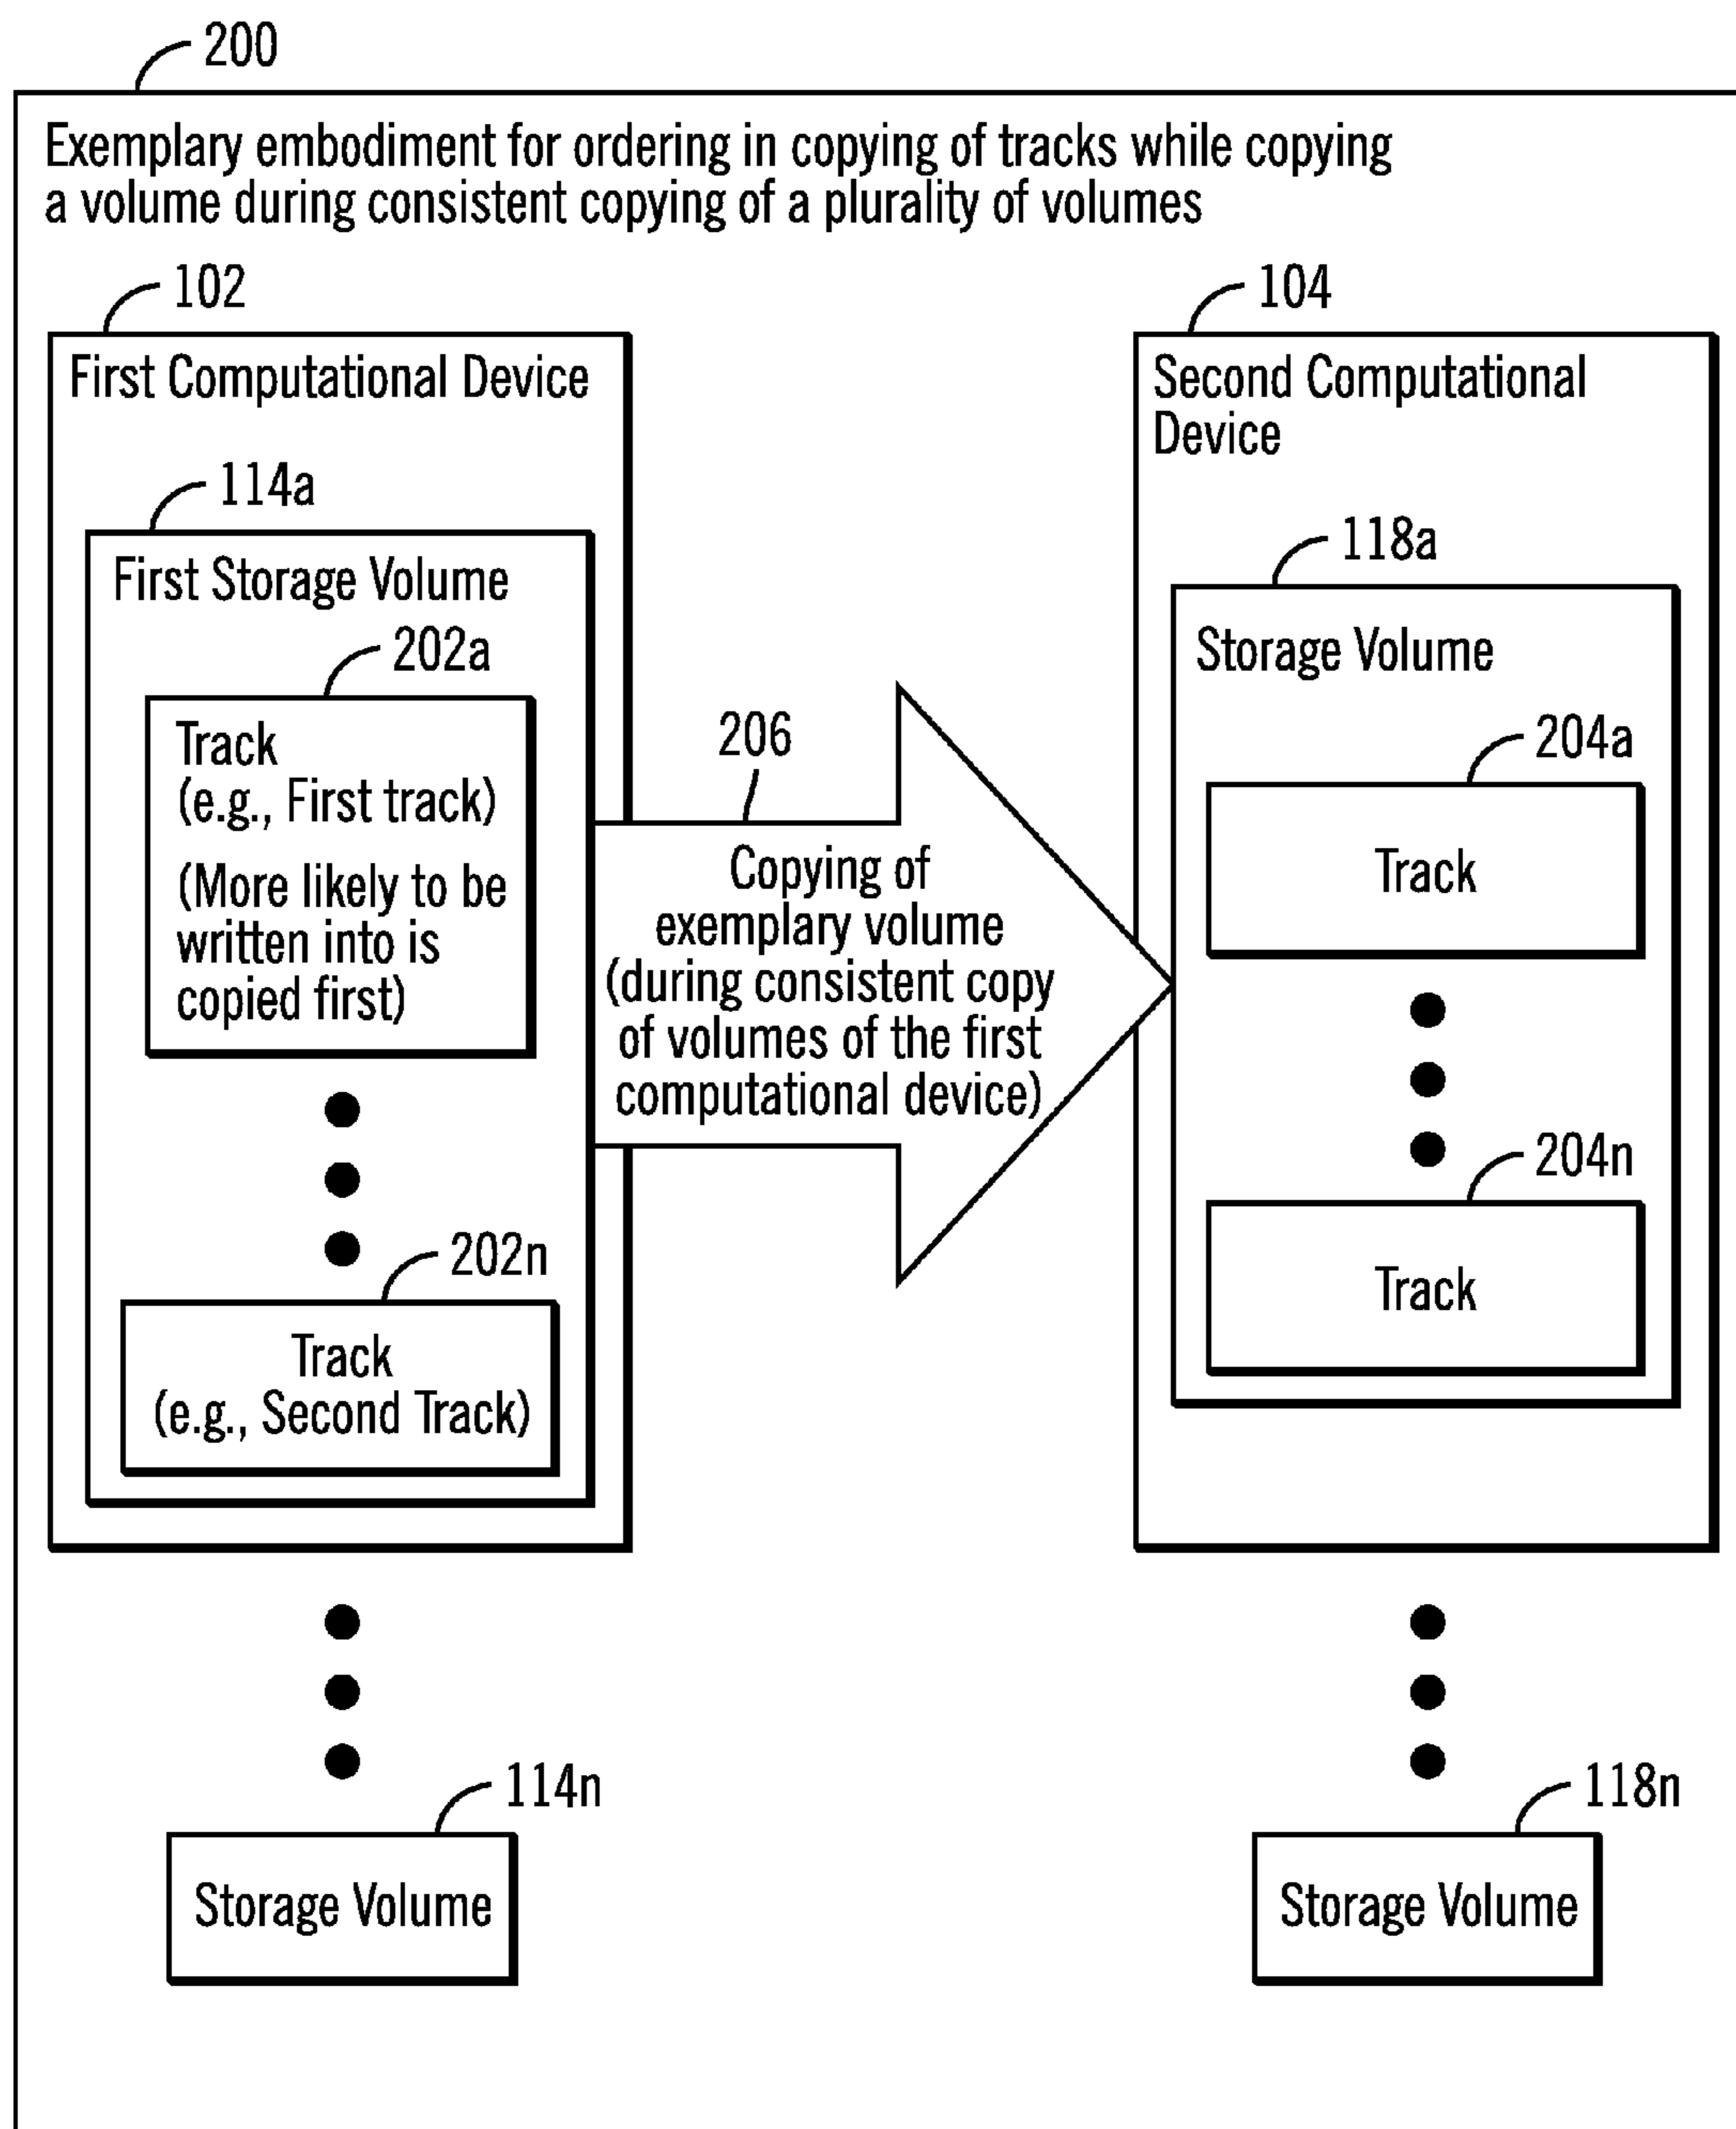 200
Exemplary embodiment for ordering in copying of tracks while copying
a volume during consistent copying of a plurality of volumes
102
First Computational Device
114a
First Storage Volume
202a
Track
(e.g., First track)
(More likely to be
written into is
copied first)
202n
Track
(e.g., Second Track)
114n
Storage Volume
206
Copying of
exemplary volume
(during consistent copy
of volumes of the first
computational device)
104
Second Computational
Device
118a
Storage Volume
204a
Track
204n
Track
118n
Storage Volume